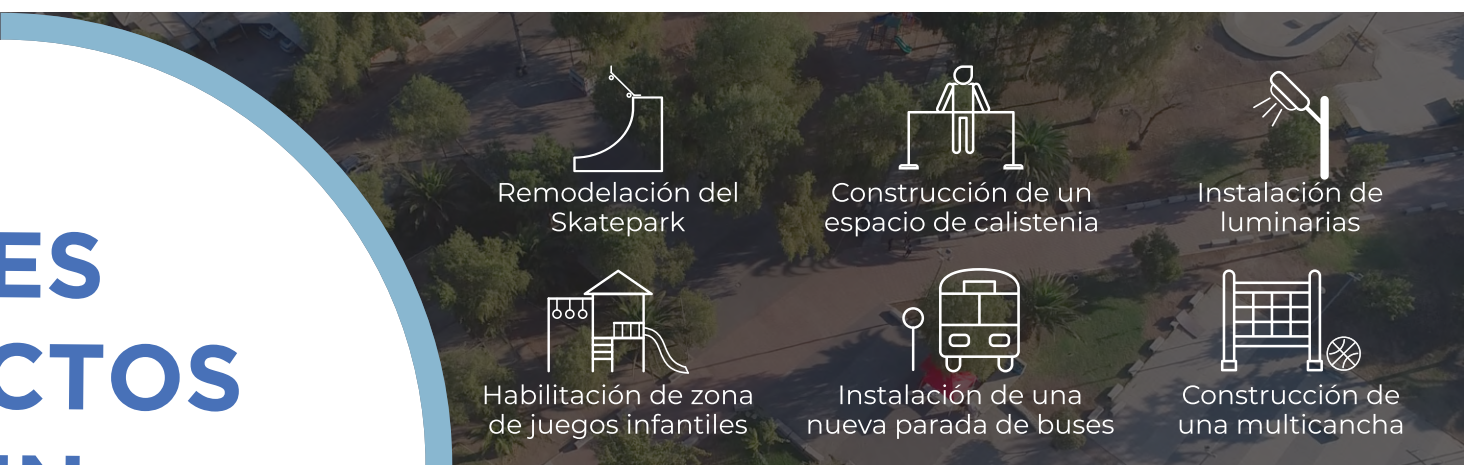 ES
CTOS
Remodelación del
Skatepark
Construcción de un
espacio de calistenia
Instalación de
luminarias
Habilitación de zona
de juegos infantiles
Instalación de una
nueva parada de buses
Construcción de
una multicancha